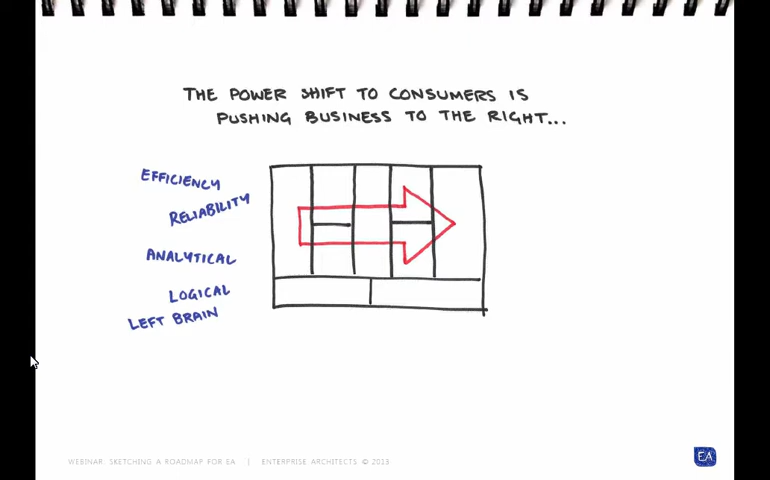 THE POWER SHIFT TO CONSUMERS IS
PUSHING BUSINESS TO THE RIGHT...
EFFICIENCY
RELIABILITY
ANALYTICAL
LOGICAL
LEFT BRAIN
WEBINAR: SKETCHING A ROADMAP FOR EA | ENTERPRISE ARCHITECTS © 2013
EA